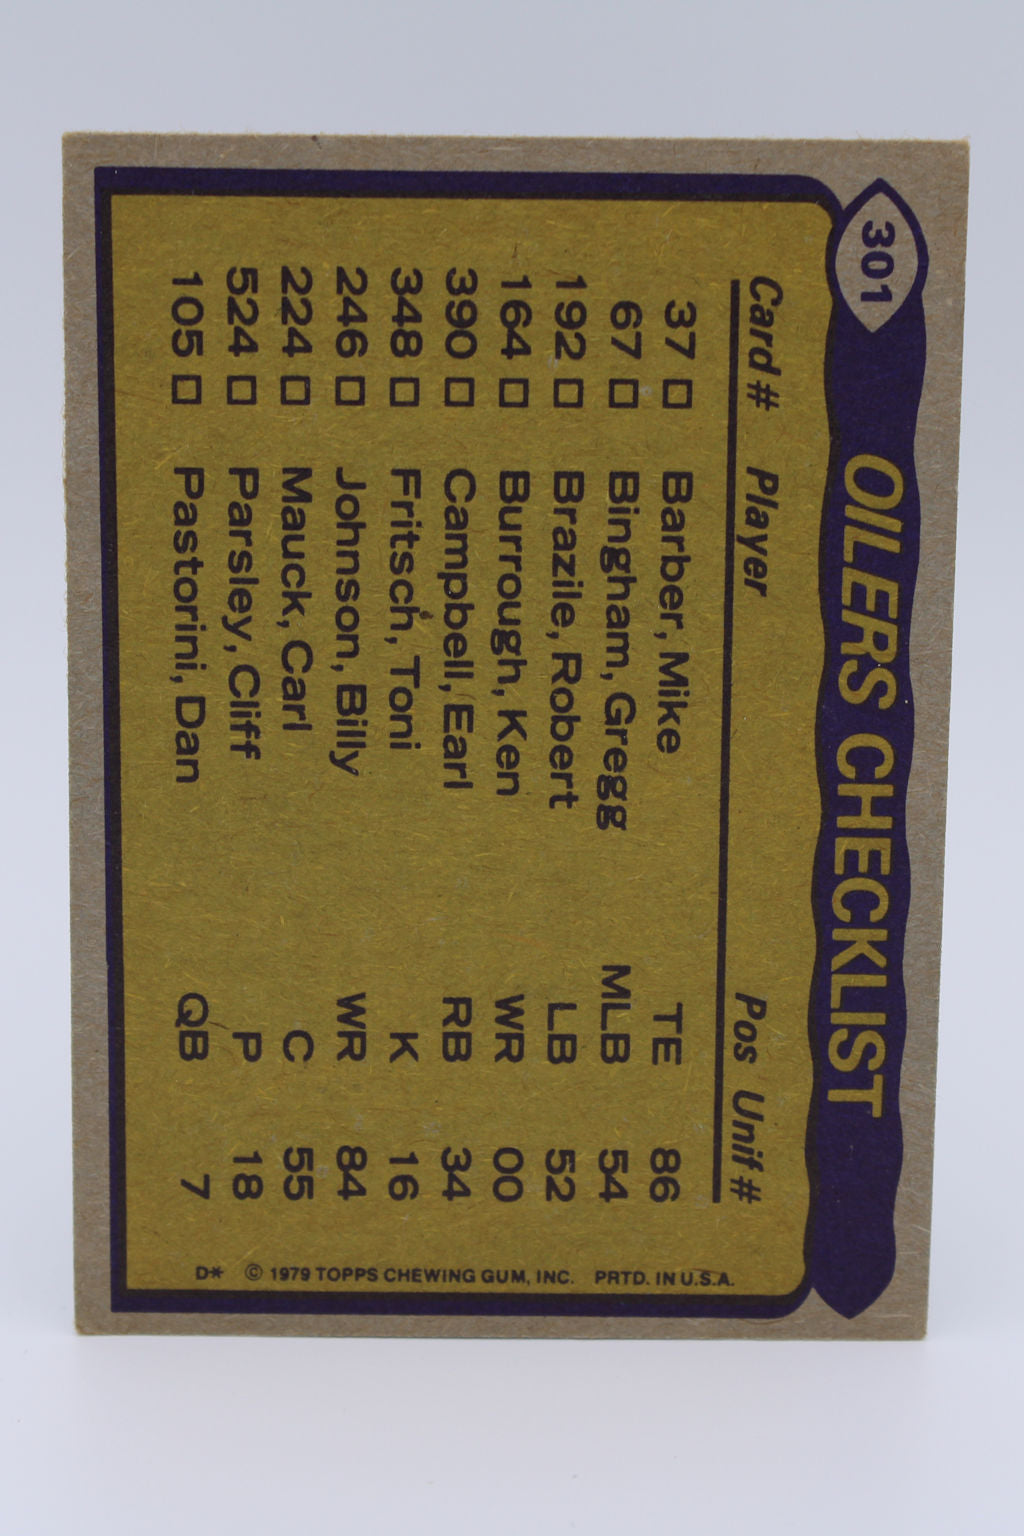 301
OILERS CHECKLIST
Card # Player Pos Unif #
37 □ Barber, Mike TE 86
67 □ Bingham, Gregg MLB 54
192 □ Brazile, Robert LB 52
164 □ Burrough, Ken WR 00
390 □ Campbell, Earl RB 34
348 □ Fritsch, Toni K 16
246 □ Johnson, Billy WR 84
224 □ Mauck, Carl C 55
524 □ Parsley, Cliff P 18
105 □ Pastorini, Dan QB 7
D* © 1979 TOPPS CHEWING GUM, INC. PRTD. IN U.S.A.